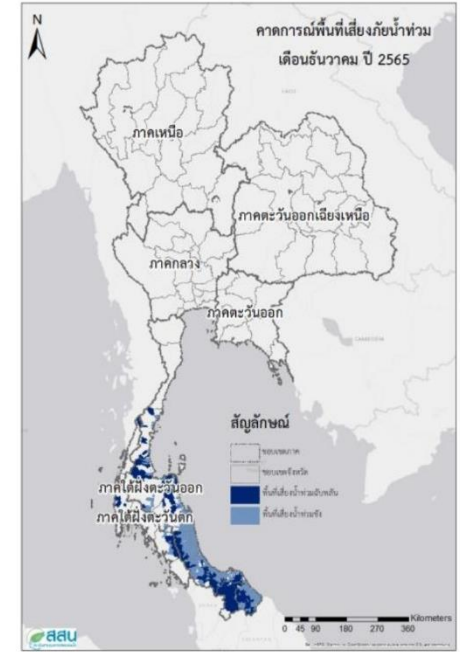 N
คาดการณ์พื้นที่เสี่ยงภัยน้ำท่วม
เดือนธันวาคม ปี 2565
ภาคเหนือ
ภาคตะวันออกเฉียงเหนือ
ภาคกลาง
ภาคตะวันออก
CAMBODIA
สัญลักษณ์
ขอบเขตภาค
ขอบเขตจังหวัด
พื้นที่เสี่ยงน้ำท่วมฉับพลัน
พื้นที่เสี่ยงน้ำท่วมขัง
ภาคใต้ฝั่งตะวันออก
ภาคใต้ฝั่งตะวันตก
Kilometers
0 45 90 180 270 360
สสน